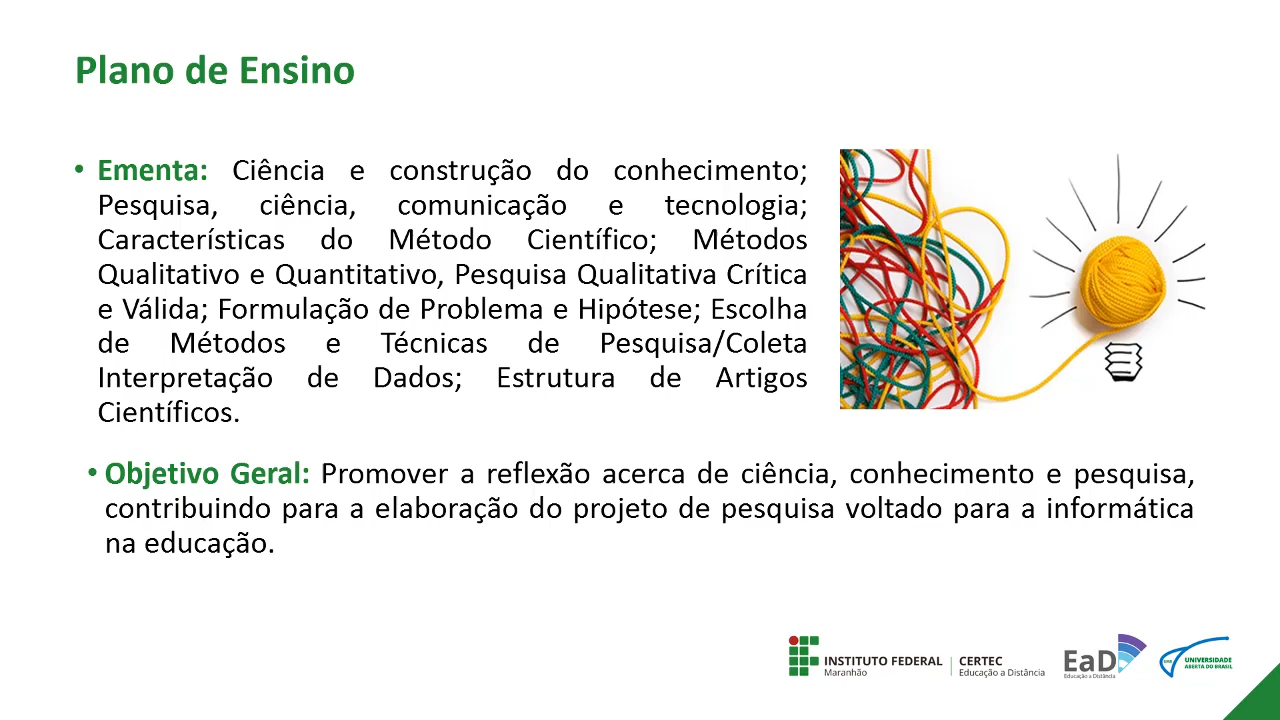 Plano de Ensino
• Ementa: Ciência e construção do conhecimento;
Pesquisa, ciência, comunicação e tecnologia;
Características do Método Científico; Métodos
Qualitativo e Quantitativo, Pesquisa Qualitativa Crítica
e Válida; Formulação de Problema e Hipótese; Escolha
de Métodos e Técnicas de Pesquisa/Coleta
Interpretação de Dados; Estrutura de Artigos
Científicos.
• Objetivo Geral: Promover a reflexão acerca de ciência, conhecimento e pesquisa,
contribuindo para a elaboração do projeto de pesquisa voltado para a informática
na educação.
INSTITUTO FEDERAL
Maranhão
CERTEC
Educação a Distância
EaD
Educação a Distância
UAB
UNIVERSIDADE
ABERTA DO BRASIL